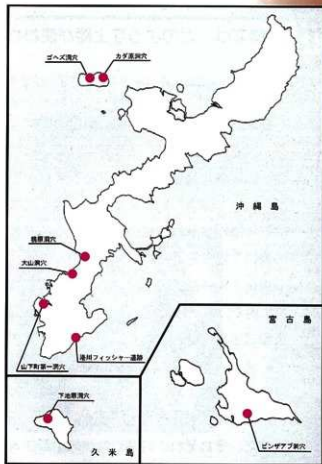 ゴヘズ洞穴
カダ原洞穴
沖縄島
桃原洞穴
大山洞穴
山下町第一洞穴
港川フィッシャー遺跡
宮古島
下地原洞穴
久米島
ピンザアブ洞穴